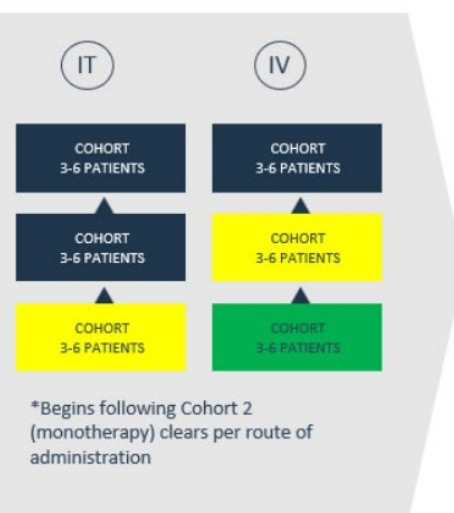 IT
IV
COHORT
3-6 PATIENTS
COHORT
3-6 PATIENTS
COHORT
3-6 PATIENTS
COHORT
3-6 PATIENTS
COHORT
3-6 PATIENTS
COHORT
3-6 PATIENTS
*Begins following Cohort 2
(monotherapy) clears per route of
administration